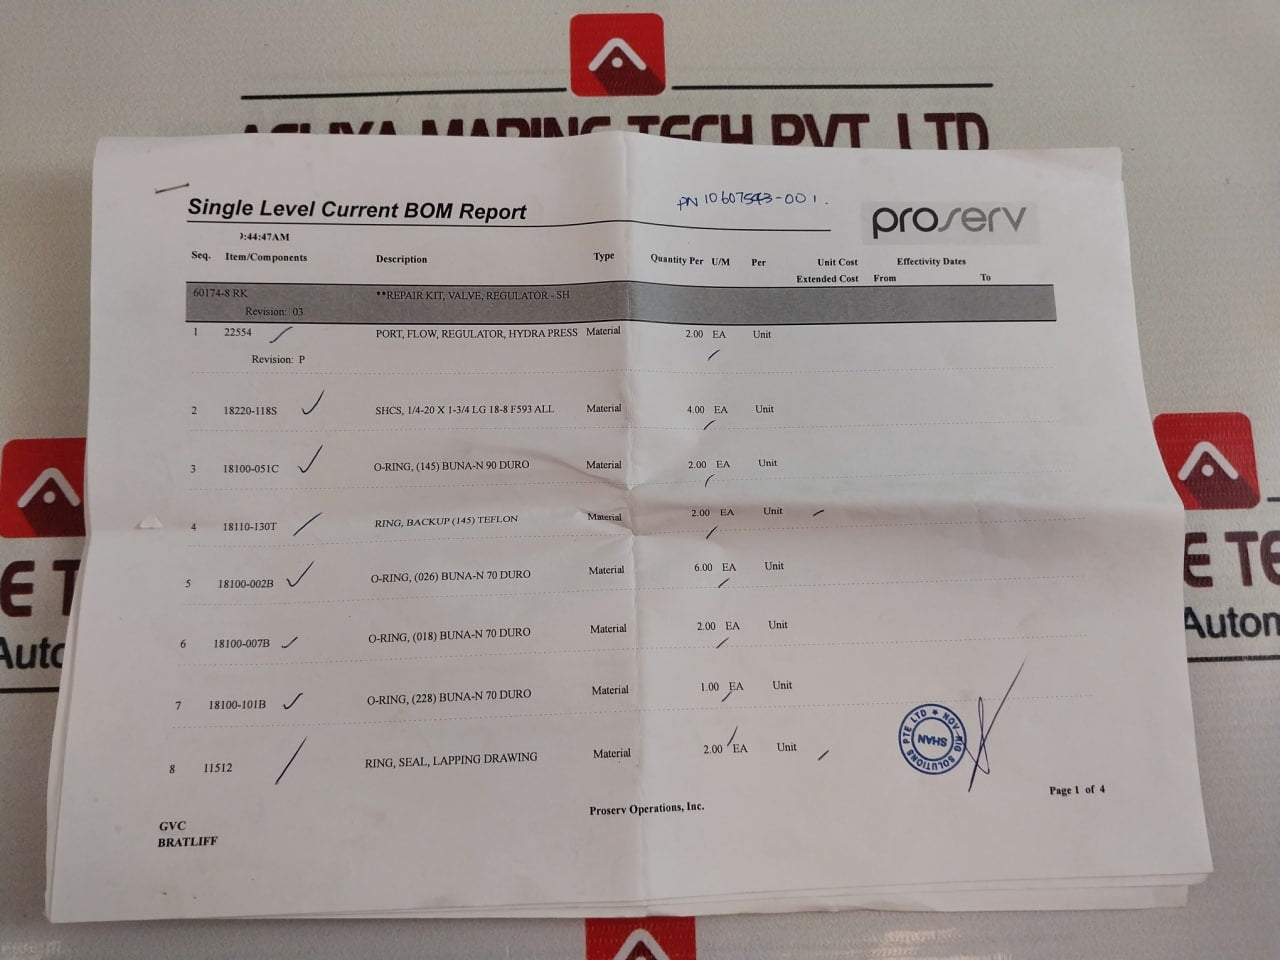 TECH PVT. LTD
Single Level Current BOM Report
PN 10607543-001.
proserv
:44:47AM
Seq. Item/Components Description Type Quantity Per U/M Per Unit Cost Effectivity Dates
Extended Cost From To
60174-8 RK **REPAIR KIT, VALVE, REGULATOR - SH
Revision: 03
1 22554 PORT, FLOW, REGULATOR, HYDRA PRESS Material 2.00 EA Unit
Revision: P
2 18220-118S SHCS, 1/4-20 X 1-3/4 LG 18-8 F593 ALL Material 4.00 EA Unit
3 18100-051C O-RING, (145) BUNA-N 90 DURO Material 2.00 EA Unit
4 18110-130T RING, BACKUP (145) TEFLON Material 2.00 EA Unit
5 18100-002B O-RING, (026) BUNA-N 70 DURO Material 6.00 EA Unit
6 18100-007B O-RING, (018) BUNA-N 70 DURO Material 2.00 EA Unit
7 18100-101B O-RING, (228) BUNA-N 70 DURO Material 1.00 EA Unit
8 11512 RING, SEAL, LAPPING DRAWING Material 2.00 EA Unit
NOV-RIG SOLUTIONS PTE LTD
SHAN
Proserv Operations, Inc.
Page 1 of 4
GVC
BRATLIFF
E T
Auto
E TE
Autom